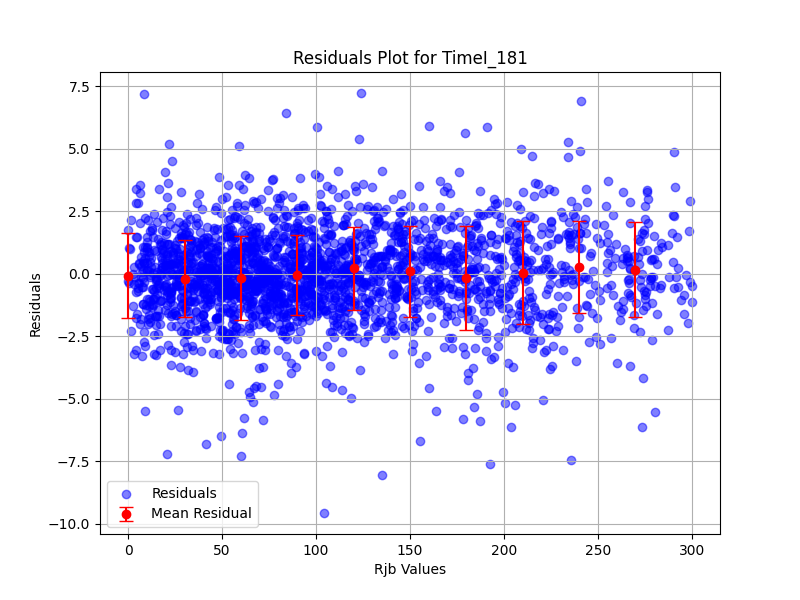 Residuals Plot for TimeI_181
7.5
5.0
2.5
0.0
−2.5
−5.0
−7.5
−10.0
Residuals
Residuals
Mean Residual
0 50 100 150 200 250 300
Rjb Values